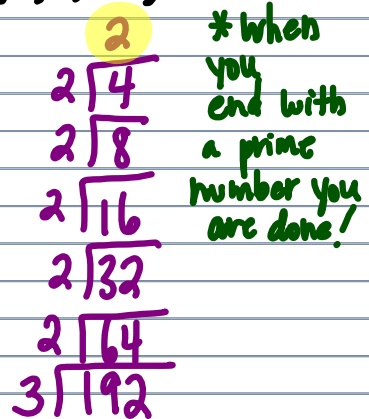 2
2 4
2 8
2 16
2 32
2 64
3 192
* When
you
end with
a prime
number you
are done!